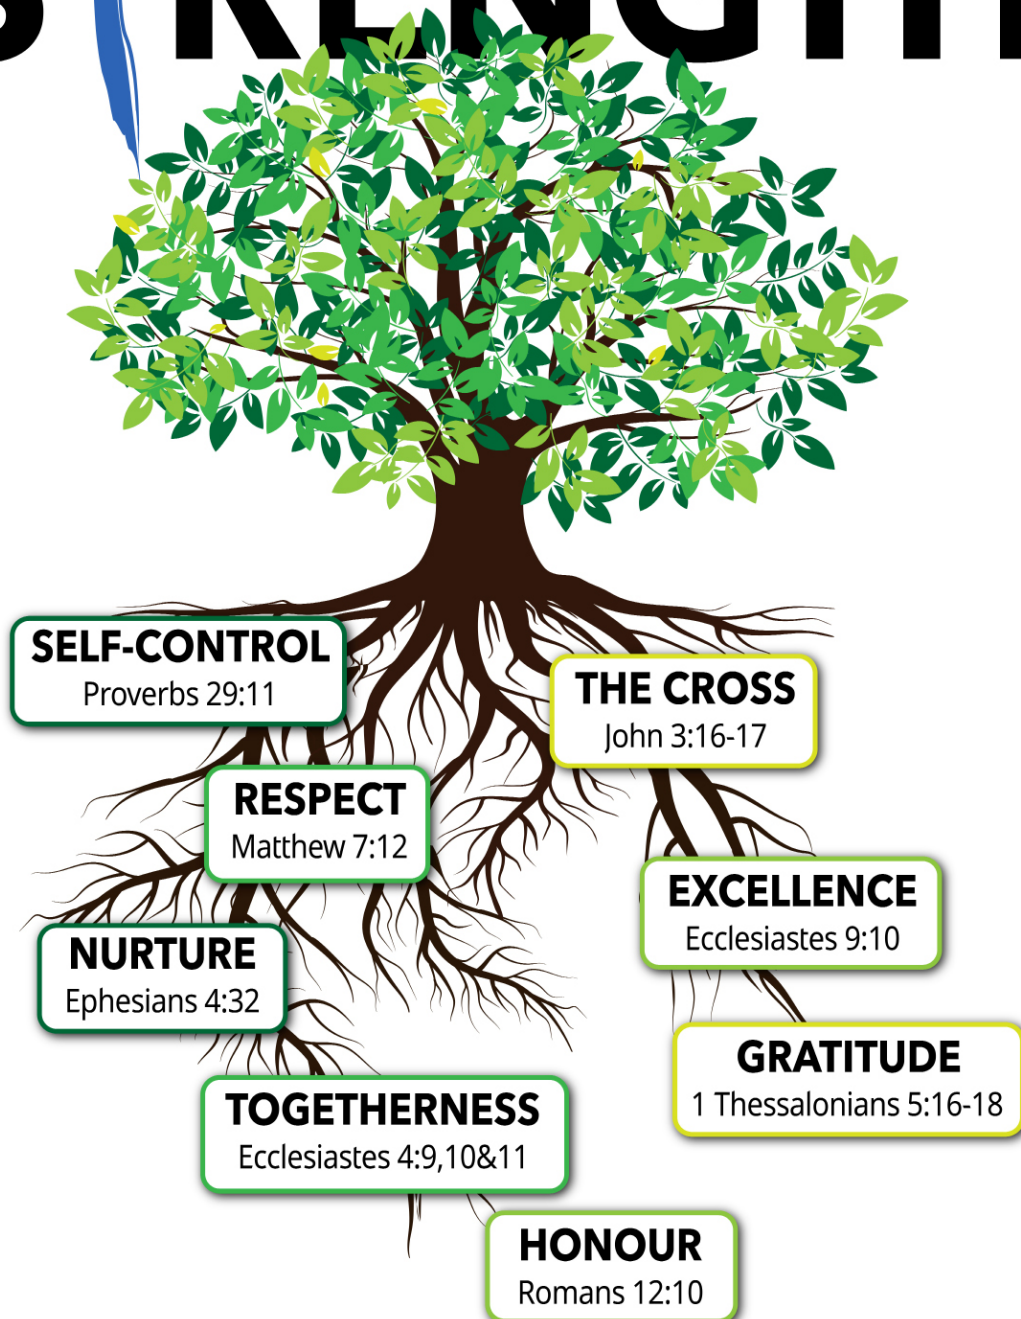 STRENGTH
SELF-CONTROL
Proverbs 29:11
THE CROSS
John 3:16-17
RESPECT
Matthew 7:12
EXCELLENCE
Ecclesiastes 9:10
NURTURE
Ephesians 4:32
GRATITUDE
1 Thessalonians 5:16-18
TOGETHERNESS
Ecclesiastes 4:9,10&11
HONOUR
Romans 12:10